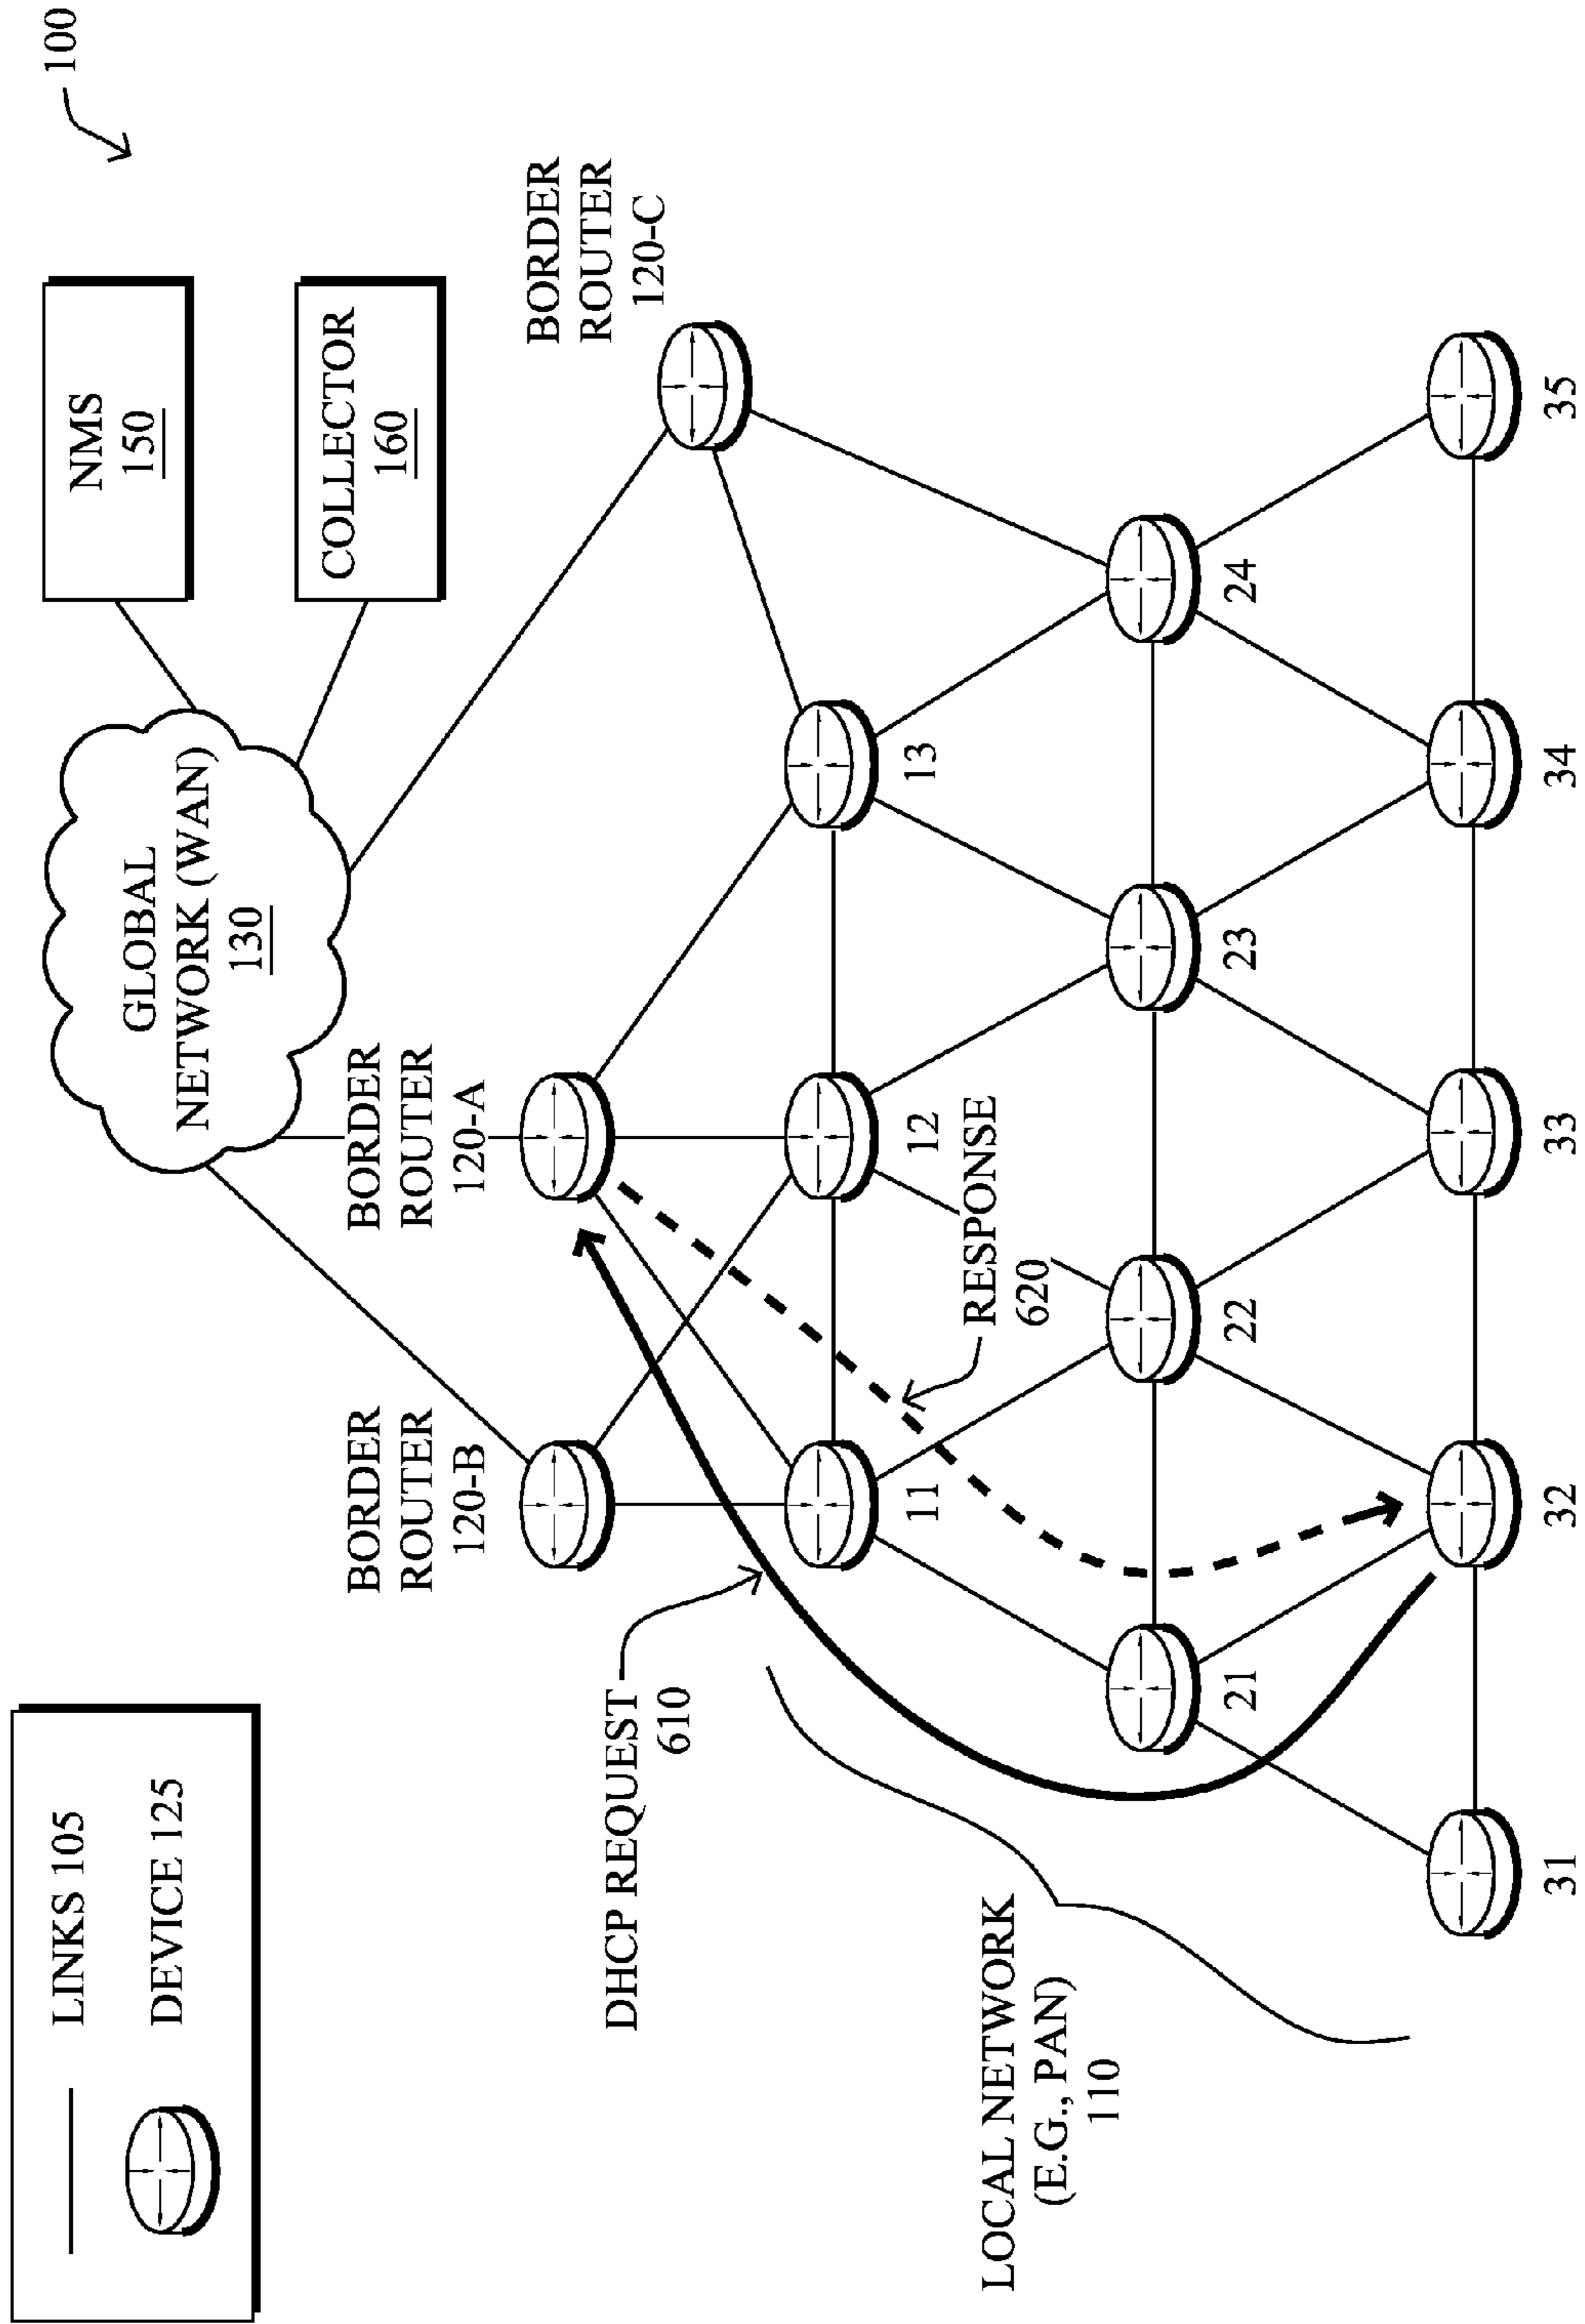 LINKS 105
DEVICE 125
100
NMS
150
COLLECTOR
160
GLOBAL
NETWORK (WAN)
130
BORDER
ROUTER
120-B
BORDER
ROUTER
120-A
BORDER
ROUTER
120-C
DHCP REQUEST
610
11
12
13
RESPONSE
620
LOCAL NETWORK
(E.G., PAN)
110
21
22
23
24
31
32
33
34
35